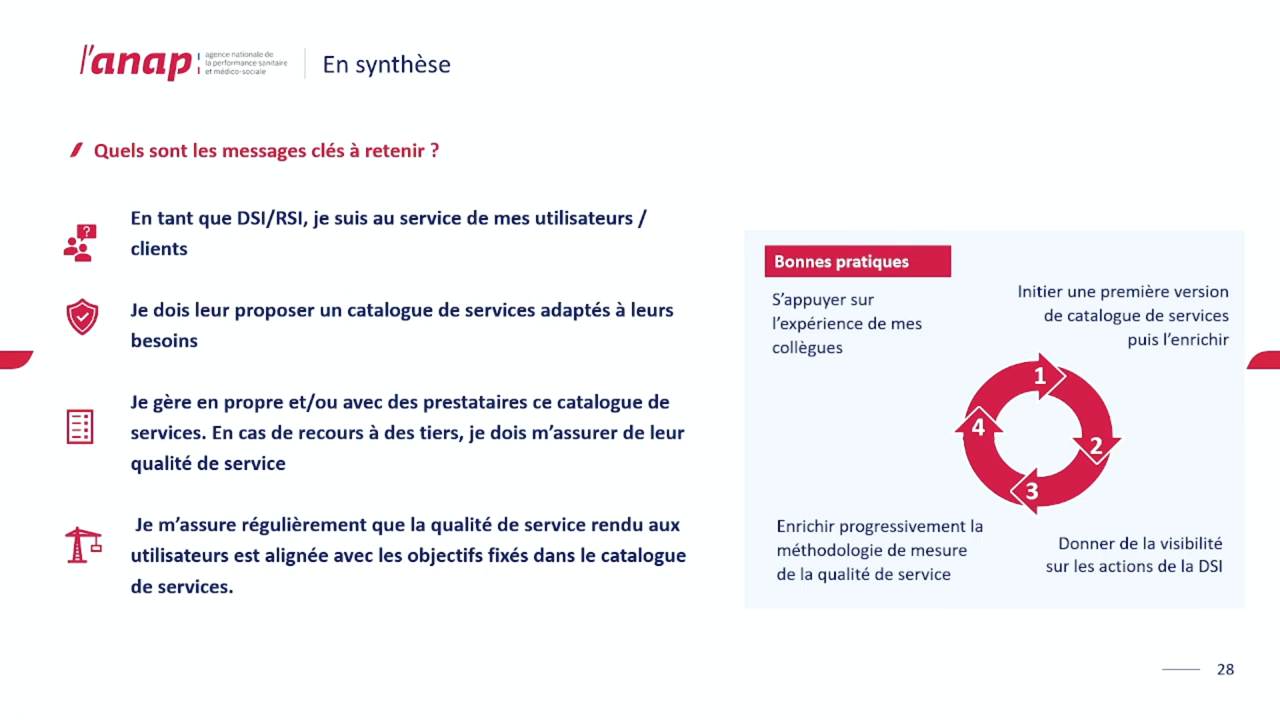 l'anap
agence nationale de
la performance sanitaire
et médico-sociale
En synthèse
Quels sont les messages clés à retenir ?
?
En tant que DSI/RSI, je suis au service de mes utilisateurs /
clients
Je dois leur proposer un catalogue de services adaptés à leurs
besoins
Je gère en propre et/ou avec des prestataires ce catalogue de
services. En cas de recours à des tiers, je dois m’assurer de leur
qualité de service
Je m’assure régulièrement que la qualité de service rendu aux
utilisateurs est alignée avec les objectifs fixés dans le catalogue
de services.
Bonnes pratiques
S’appuyer sur
l’expérience de mes
collègues
Initier une première version
de catalogue de services
puis l’enrichir
1
2
3
4
Enrichir progressivement la
méthodologie de mesure
de la qualité de service
Donner de la visibilité
sur les actions de la DSI
28